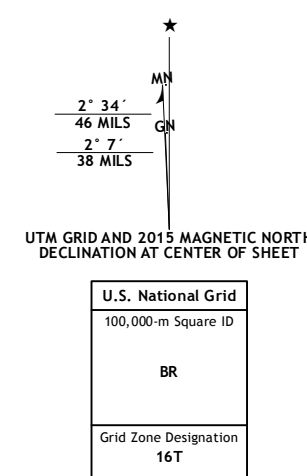 ★
MN
2° 34´
46 MILS
GN
2° 7´
38 MILS
UTM GRID AND 2015 MAGNETIC NORTH
DECLINATION AT CENTER OF SHEET
U.S. National Grid
100,000-m Square ID
BR
Grid Zone Designation
16T